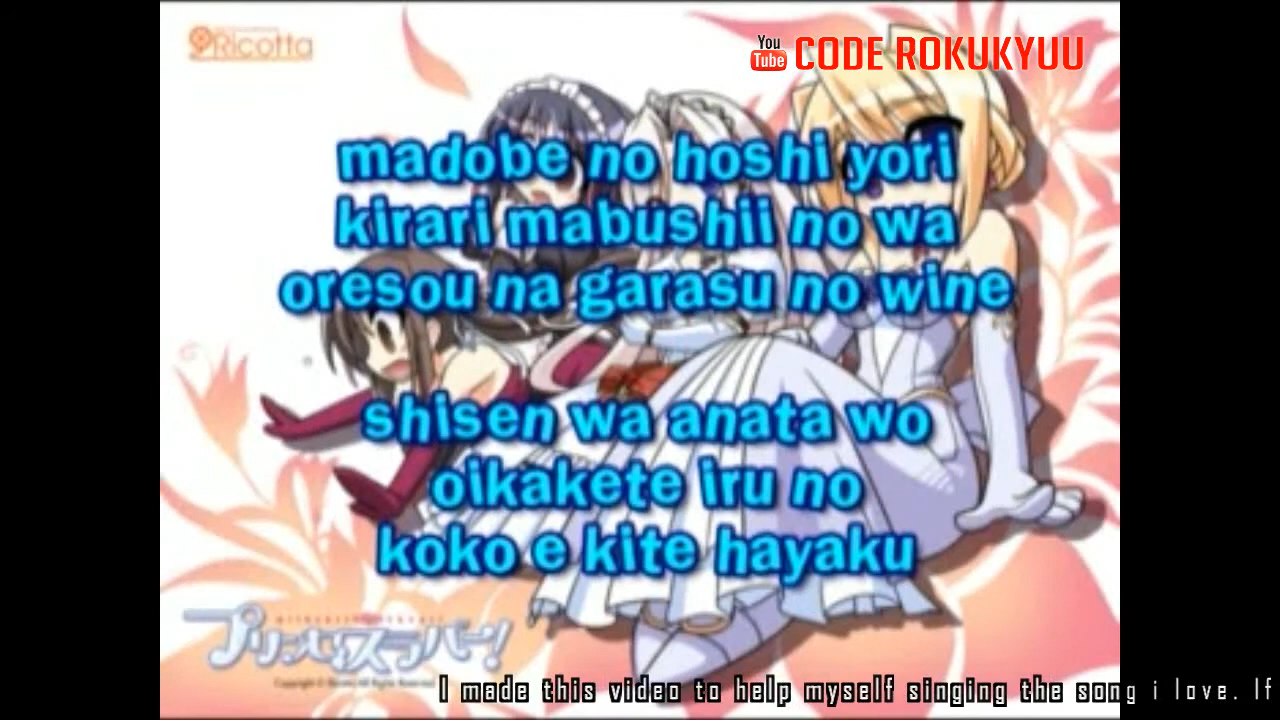 Ricotta
You Tube CODE ROKUKYUU
madobe no hoshi yori
kirari mabushii no wa
oresou na garasu no wine
shisen wa anata wo
oikakete iru no
koko e kite hayaku
プリンセスラバー!
I made this video to help myself singing the song i love. If